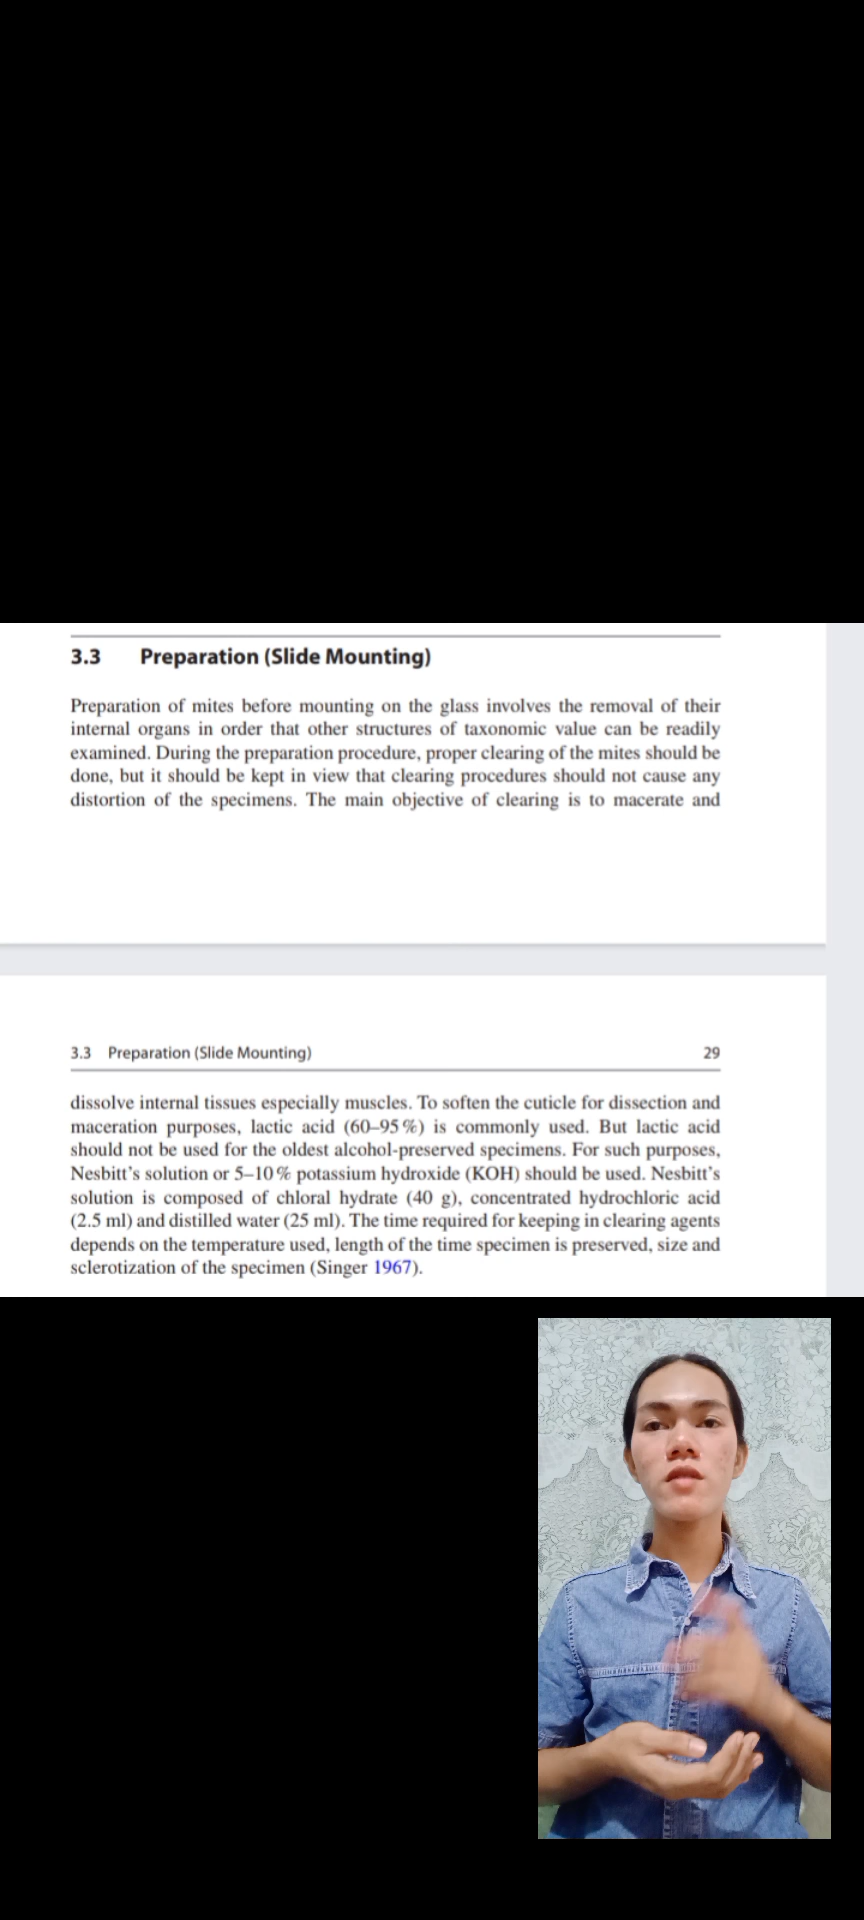 3.3 Preparation (Slide Mounting)
Preparation of mites before mounting on the glass involves the removal of their
internal organs in order that other structures of taxonomic value can be readily
examined. During the preparation procedure, proper clearing of the mites should be
done, but it should be kept in view that clearing procedures should not cause any
distortion of the specimens. The main objective of clearing is to macerate and
3.3 Preparation (Slide Mounting) 29
dissolve internal tissues especially muscles. To soften the cuticle for dissection and
maceration purposes, lactic acid (60–95 %) is commonly used. But lactic acid
should not be used for the oldest alcohol-preserved specimens. For such purposes,
Nesbitt's solution or 5–10 % potassium hydroxide (KOH) should be used. Nesbitt's
solution is composed of chloral hydrate (40 g), concentrated hydrochloric acid
(2.5 ml) and distilled water (25 ml). The time required for keeping in clearing agents
depends on the temperature used, length of the time specimen is preserved, size and
sclerotization of the specimen (Singer 1967).